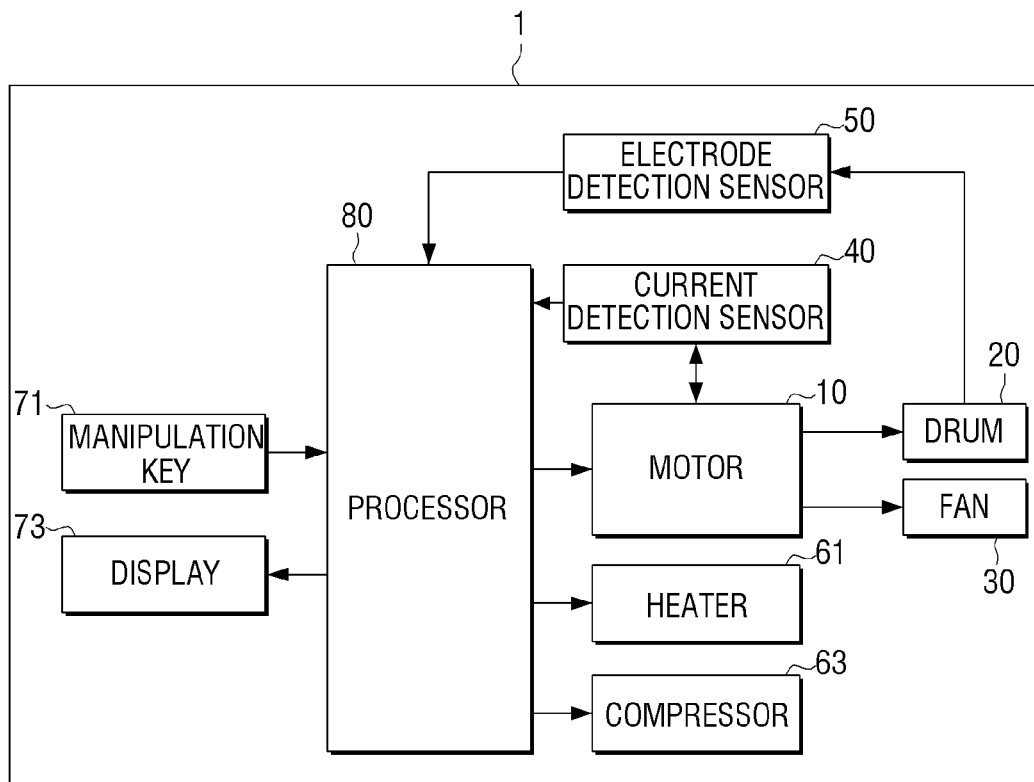 1
50
ELECTRODE
DETECTION SENSOR
80
40
CURRENT
DETECTION SENSOR
20
71
10
DRUM
MANIPULATION
KEY
MOTOR
PROCESSOR
FAN
73
61
30
DISPLAY
HEATER
63
COMPRESSOR